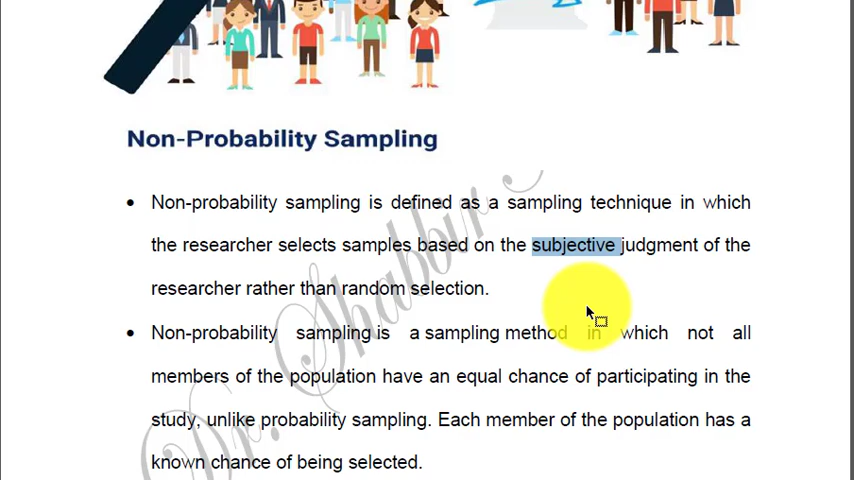 Non-Probability Sampling
• Non-probability sampling is defined as a sampling technique in which
the researcher selects samples based on the subjective judgment of the
researcher rather than random selection.
• Non-probability sampling is a sampling method in which not all
members of the population have an equal chance of participating in the
study, unlike probability sampling. Each member of the population has a
known chance of being selected.
Dr. Shabbir